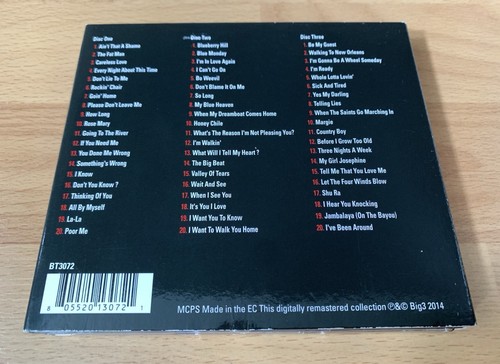 Disc One
1. Ain't That A Shame
2. The Fat Man
3. Careless Love
4. Every Night About This Time
5. Don't Lie To Me
6. Rockin' Chair
7. Goin' Home
8. Please Don't Leave Me
9. How Long
10. Rose Mary
11. Going To The River
12. If You Need Me
13. You Done Me Wrong
14. Something's Wrong
15. I Know
16. Don't You Know ?
17. Thinking Of You
18. All By Myself
19. La-La
20. Poor Me
Disc Two
1. Blueberry Hill
2. Blue Monday
3. I'm In Love Again
4. I Can't Go On
5. Bo Weevil
6. Don't Blame It On Me
7. So Long
8. My Blue Heaven
9. When My Dreamboat Comes Home
10. Honey Chile
11. What's The Reason I'm Not Pleasing You?
12. I'm Walkin'
13. What Will I Tell My Heart?
14. The Big Beat
15. Valley Of Tears
16. Wait And See
17. When I See You
18. It's You I Love
19. I Want You To Know
20. I Want To Walk You Home
Disc Three
1. Be My Guest
2. Walking To New Orleans
3. I'm Gonna Be A Wheel Someday
4. I'm Ready
5. Whole Lotta Lovin'
6. Sick And Tired
7. Yes My Darling
8. Telling Lies
9. When The Saints Go Marching In
10. Margie
11. Country Boy
12. Before I Grow Too Old
13. Three Nights A Week
14. My Girl Josephine
15. Tell Me That You Love Me
16. Let The Four Winds Blow
17. Shu Ra
18. I Hear You Knocking
19. Jambalaya (On The Bayou)
20. I've Been Around
BT3072
8 05520 13072 1
MCPS Made in the EC This digitally remastered collection ℗&© Big3 2014